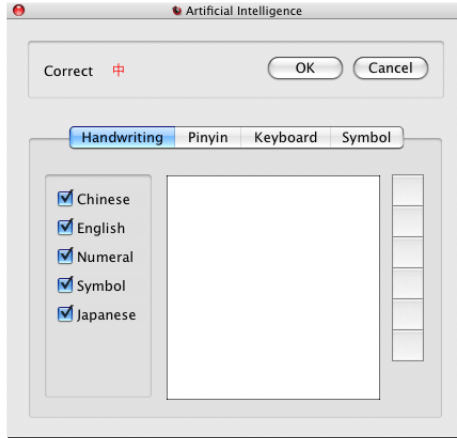 Artificial Intelligence
Correct 中 OK Cancel
Handwriting Pinyin Keyboard Symbol
Chinese
English
Numeral
Symbol
Japanese